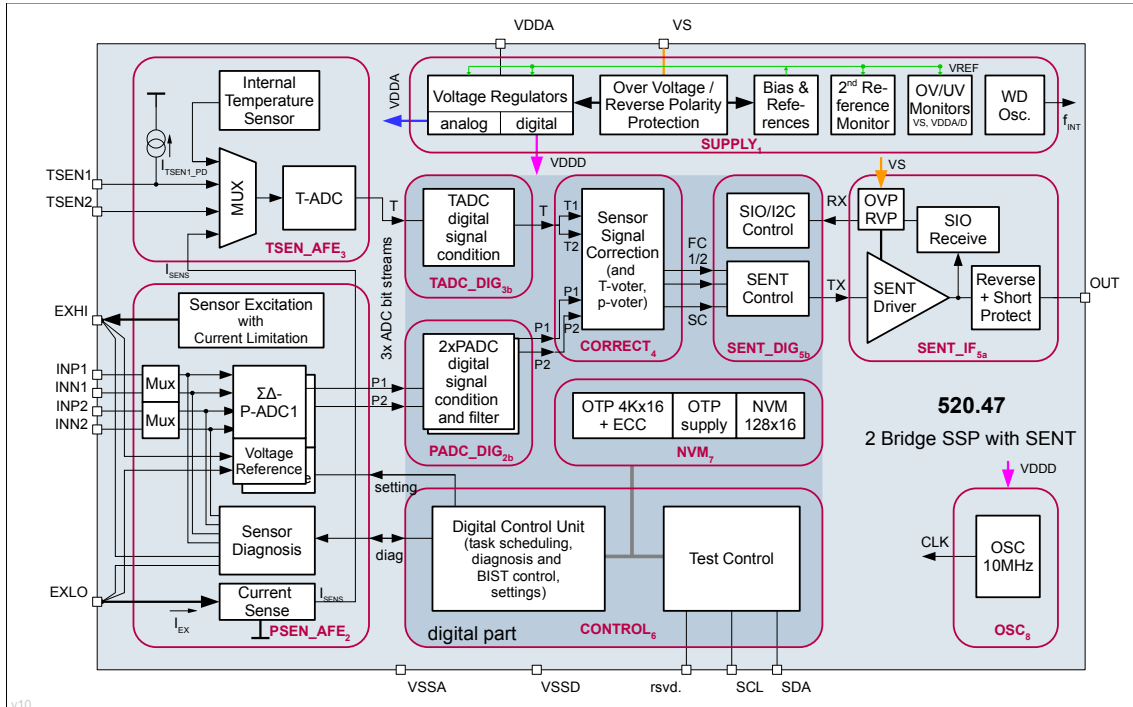 VDDA
VS
Internal
Temperature
Sensor
I TSEN1_PD
TSEN1
TSEN2
MUX
T-ADC
TSEN_AFE3
I SENS
VDDA
Voltage Regulators
analog
digital
Over Voltage /
Reverse Polarity
Protection
Bias &
Refe-
rences
2nd Re-
ference
Monitor
OV/UV
Monitors
VS, VDDA/D
VREF
WD
Osc.
fINT
SUPPLY1
VDDD
VS
T
TADC
digital
signal
condition
TADC_DIG3b
T
T1
T2
Sensor
Signal
Correction
(and
T-voter,
p-voter)
P1
P2
CORRECT4
FC
1/2
SC
SIO/I2C
Control
SENT
Control
SENT_DIG5b
RX
TX
OVP
RVP
SIO
Receive
SENT
Driver
Reverse
+ Short
Protect
SENT_IF5a
OUT
3x ADC bit streams
EXHI
Sensor Excitation
with
Current Limitation
INP1
INN1
INP2
INN2
Mux
Mux
ΣΔ-
P-ADC1
Voltage
Reference
e
P1
P2
2xPADC
digital
signal
condition
and filter
PADC_DIG2b
P1
P2
OTP 4Kx16
+ ECC
OTP
supply
NVM
128x16
NVM7
520.47
2 Bridge SSP with SENT
setting
diag
Sensor
Diagnosis
EXLO
IEX
Current
Sense
I SENS
PSEN_AFE2
Digital Control Unit
(task scheduling,
diagnosis and
BIST control,
settings)
Test Control
digital part
CONTROL6
VDDD
CLK
OSC
10MHz
OSC8
VSSA
VSSD
rsvd.
SCL
SDA
v10